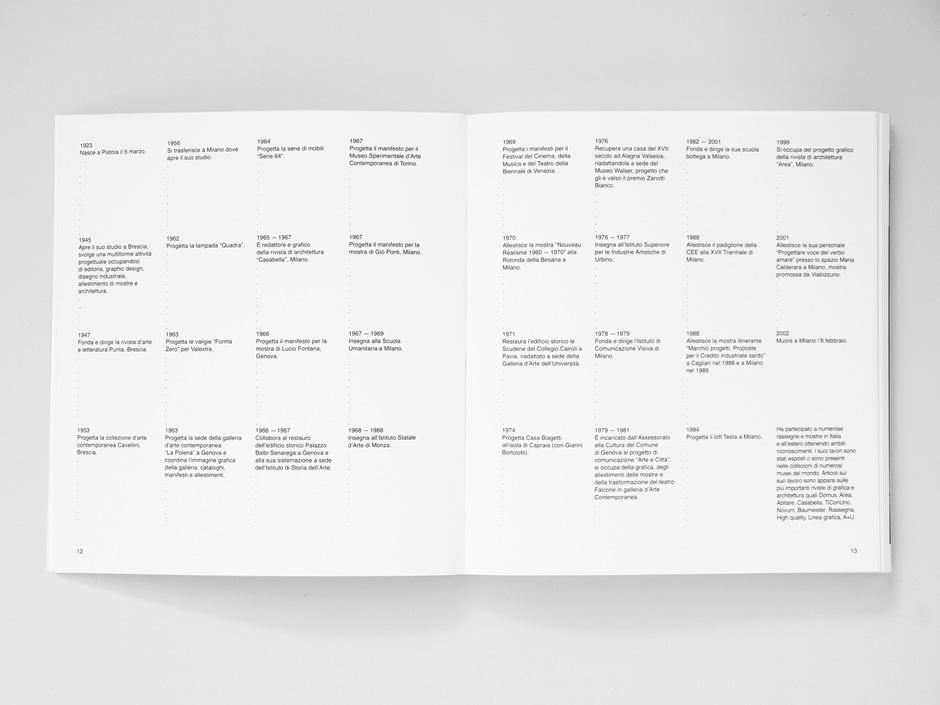 1923
Nasce a Pistoia il 5 marzo.
1945
Apre il suo studio a Brescia,
svolge una multiforme attività
progettuale occupandosi
di editoria, graphic design,
disegno industriale,
allestimento di mostre e
architettura.
1947
Fonda e dirige la rivista d'arte
e letteratura Punta, Brescia.
1953
Progetta la collezione d'arte
contemporanea Cavellini,
Brescia.
1956
Si trasferisce a Milano dove
apre il suo studio.
1962
Progetta la lampada "Quadra".
1963
Progetta le valigie "Forma
Zero" per Valextra.
1963
Progetta la sede della galleria
d'arte contemporanea
"La Polena" a Genova e
coordina l'immagine grafica
della galleria: cataloghi,
manifesti e allestimenti.
1964
Progetta la serie di mobili
"Serie 64".
1965 — 1967
È redattore e grafico
della rivista di architettura
"Casabella", Milano.
1966
Progetta il manifesto per la
mostra di Lucio Fontana,
Genova.
1966 — 1967
Collabora al restauro
dell'edificio storico Palazzo
Balbi Senarega a Genova e
alla sua sistemazione a sede
dell'Istituto di Storia dell'Arte.
1967
Progetta il manifesto per il
Museo Sperimentale d'Arte
Contemporanea di Torino.
1967
Progetta il manifesto per la
mostra di Giò Ponti, Milano.
1967 — 1969
Insegna alla Scuola
Umanitaria a Milano.
1968 — 1988
Insegna all'Istituto Statale
d'Arte di Monza.
12
1969
Progetta i manifesti per il
Festival del Cinema, della
Musica e del Teatro della
Biennale di Venezia.
1970
Allestisce la mostra "Nouveau
Réalisme 1960 — 1970" alla
Rotonda della Besana a
Milano.
1971
Restaura l'edificio storico le
Scuderie del Collegio Cairoli a
Pavia, riadattato a sede della
Galleria d'Arte dell'Università.
1974
Progetta Casa Biagetti
all'isola di Capraia (con Gianni
Bortolotti).
1976
Recupera una casa del XVII
secolo ad Alagna Valsesia,
riadattandola a sede del
Museo Walser, progetto che
gli è valso il premio Zanotti
Bianco.
1976 — 1977
Insegna all'Istituto Superiore
per le Industrie Artistiche di
Urbino.
1978 — 1979
Fonda e dirige l'Istituto di
Comunicazione Visiva di
Milano.
1979 — 1981
È incaricato dall'Assessorato
alla Cultura del Comune
di Genova al progetto di
comunicazione "Arte e Città";
si occupa della grafica, degli
allestimenti delle mostre e
della trasformazione del teatro
Falcone in galleria d'Arte
Contemporanea.
1982 — 2001
Fonda e dirige la sua scuola
bottega a Milano.
1988
Allestisce il padiglione della
CEE alla XVII Triennale di
Milano.
1988
Allestisce la mostra itinerante
"Marchio progetti. Proposte
per il Credito industriale sardo"
a Cagliari nel 1988 e a Milano
nel 1989.
1994
Progetta il loft Testa a Milano.
1999
Si occupa del progetto grafico
della rivista di architettura
"Area", Milano.
2001
Allestisce la sua personale
"Progettare voce del verbo
amare" presso lo spazio Maria
Calderara a Milano, mostra
promossa da Viabizzuno.
2002
Muore a Milano l'8 febbraio.
Ha partecipato a numerose
rassegne e mostre in Italia
e all'estero ottenendo ambiti
riconoscimenti. I suoi lavori sono
stati esposti o sono presenti
nelle collezioni di numerosi
musei del mondo. Articoli sul
suo lavoro sono apparsi sulle
più importanti riviste di grafica e
architettura quali Domus, Area,
Abitare, Casabella, TiConUno,
Novum, Baumeister, Rassegna,
High quality, Linea grafica, A+U.
13